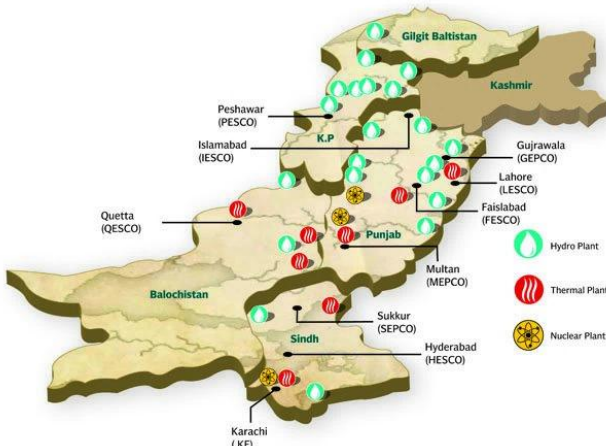 Gilgit Baltistan
Kashmir
Peshawar
(PESCO)
K.P
Islamabad
(IESCO)
Gujrawala
(GEPCO)
Lahore
(LESCO)
Faislabad
(FESCO)
Quetta
(QESCO)
Punjab
Hydro Plant
Multan
(MEPCO)
Thermal Plant
Balochistan
Sukkur
(SEPCO)
Nuclear Plant
Sindh
Hyderabad
(HESCO)
Karachi